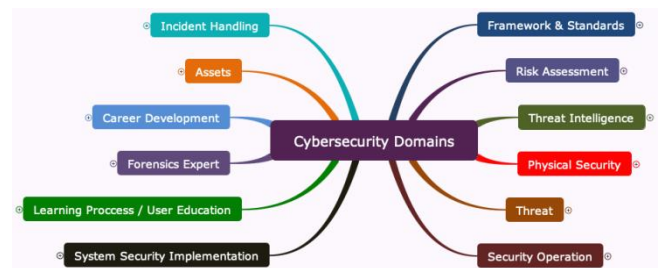 Incident Handling
Framework & Standards
Assets
Risk Assessment
Career Development
Threat Intelligence
Cybersecurity Domains
Forensics Expert
Physical Security
Learning Proccess / User Education
Threat
System Security Implementation
Security Operation